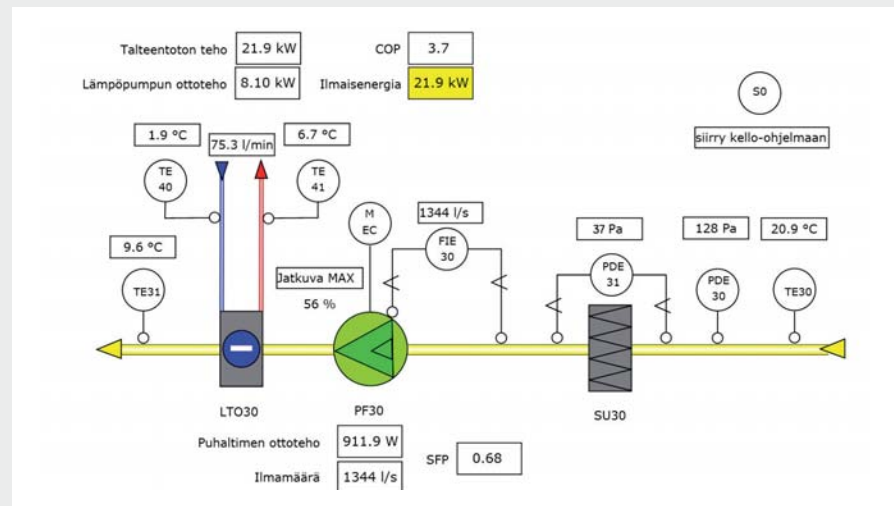 Talteentoton teho 21.9 kW COP 3.7
Lämpöpumpun ottoteho 8.10 kW Ilmaisenergia 21.9 kW
S0
siirry kello-ohjelmaan
1.9 °C 75.3 l/min 6.7 °C
TE 40
TE 41
M EC
1344 l/s
FIE 30
37 Pa
PDE 31
128 Pa
PDE 30
20.9 °C
TE30
9.6 °C
TE31
Jatkuva MAX
56 %
LTO30
PF30
SU30
Puhaltimen ottoteho 911.9 W
SFP 0.68
Ilmamäärä 1344 l/s